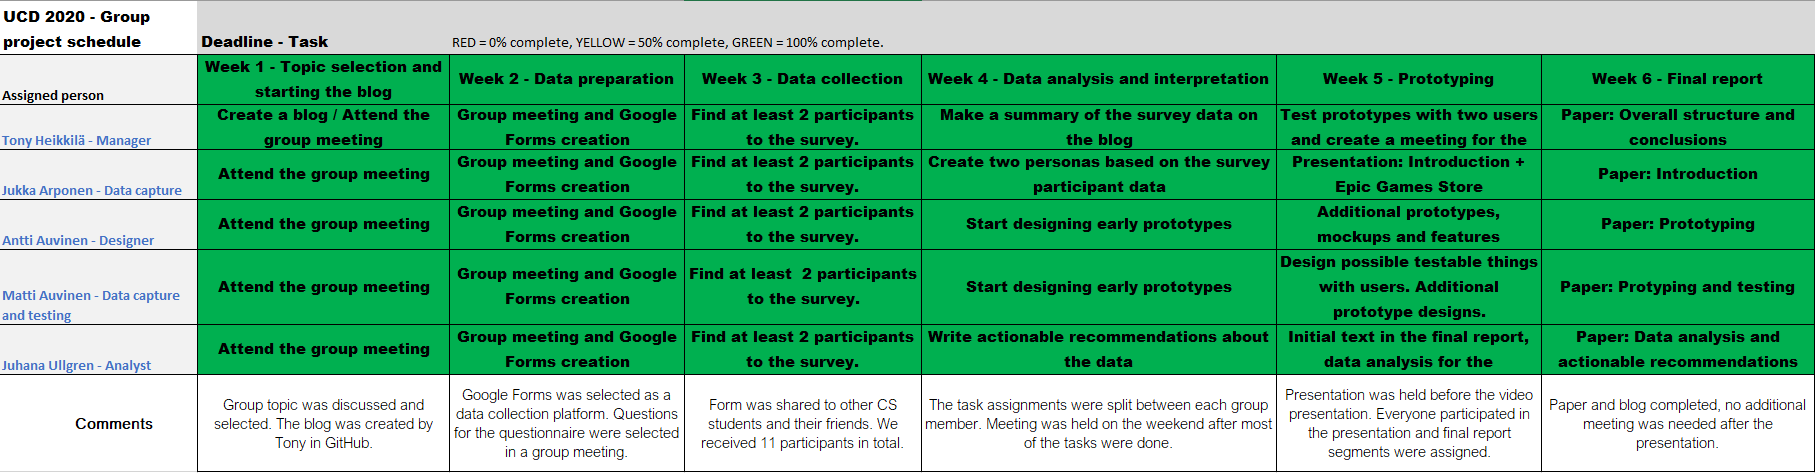 UCD 2020 - Group
project schedule
Deadline - Task
RED = 0% complete, YELLOW = 50% complete, GREEN = 100% complete.
Assigned person
Week 1 - Topic selection and
starting the blog
Week 2 - Data preparation
Week 3 - Data collection
Week 4 - Data analysis and interpretation
Week 5 - Prototyping
Week 6 - Final report
Tony Heikkilä - Manager
Create a blog / Attend the
group meeting
Group meeting and Google
Forms creation
Find at least 2 participants
to the survey.
Make a summary of the survey data on
the blog
Test prototypes with two users
and create a meeting for the
Paper: Overall structure and
conclusions
Jukka Arponen - Data capture
Attend the group meeting
Group meeting and Google
Forms creation
Find at least 2 participants
to the survey.
Create two personas based on the survey
participant data
Presentation: Introduction +
Epic Games Store
Paper: Introduction
Antti Auvinen - Designer
Attend the group meeting
Group meeting and Google
Forms creation
Find at least 2 participants
to the survey.
Start designing early prototypes
Additional prototypes,
mockups and features
Paper: Prototyping
Matti Auvinen - Data capture
and testing
Attend the group meeting
Group meeting and Google
Forms creation
Find at least  2 participants
to the survey.
Start designing early prototypes
Design possible testable things
with users. Additional
prototype designs.
Paper: Protyping and testing
Juhana Ullgren - Analyst
Attend the group meeting
Group meeting and Google
Forms creation
Find at least 2 participants
to the survey.
Write actionable recommendations about
the data
Initial text in the final report,
data analysis for the
Paper: Data analysis and
actionable recommendations
Comments
Group topic was discussed and
selected. The blog was created by
Tony in GitHub.
Google Forms was selected as a
data collection platform. Questions
for the questionnaire were selected
in a group meeting.
Form was shared to other CS
students and their friends. We
received 11 participants in total.
The task assignments were split between each group
member. Meeting was held on the weekend after most
of the tasks were done.
Presentation was held before the video
presentation. Everyone participated in
the presentation and final report
segments were assigned.
Paper and blog completed, no additional
meeting was needed after the
presentation.